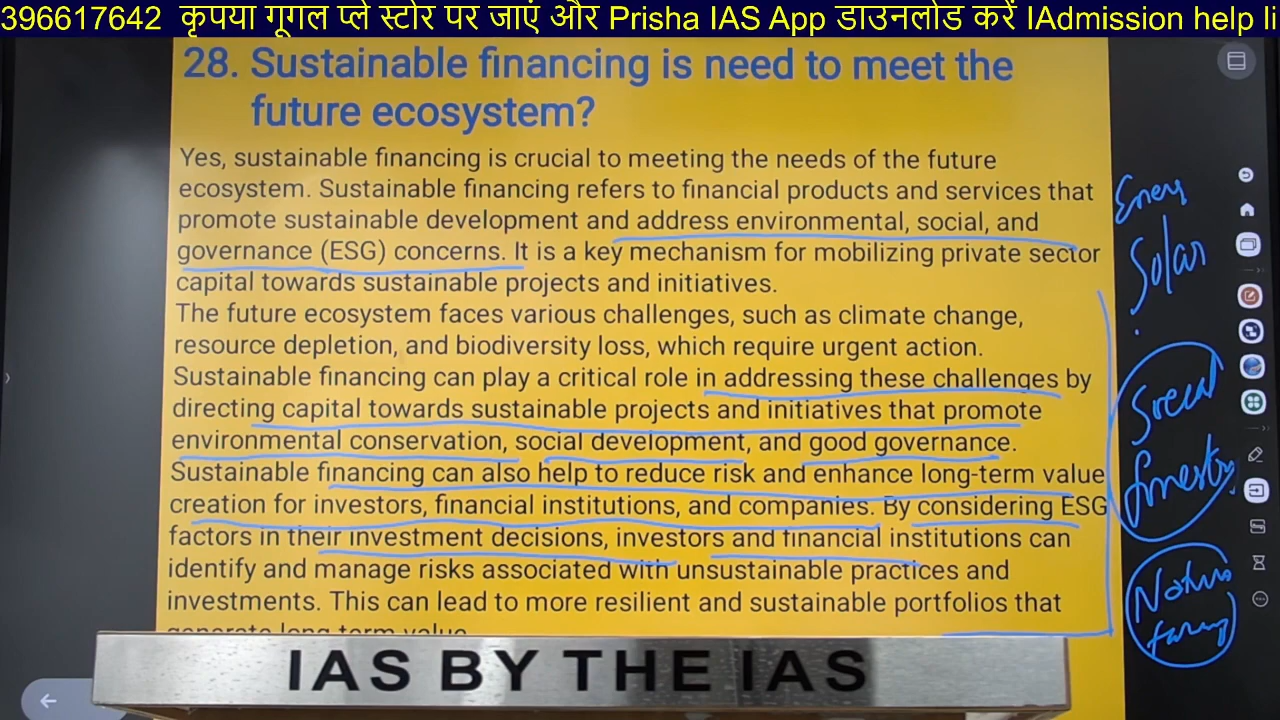 396617642 कृपया गूगल प्ले स्टोर पर जाएं और Prisha IAS App डाउनलोड करें IAdmission help li
28. Sustainable financing is need to meet the
future ecosystem?
Yes, sustainable financing is crucial to meeting the needs of the future
ecosystem. Sustainable financing refers to financial products and services that
promote sustainable development and address environmental, social, and
governance (ESG) concerns. It is a key mechanism for mobilizing private sector
capital towards sustainable projects and initiatives.
The future ecosystem faces various challenges, such as climate change,
resource depletion, and biodiversity loss, which require urgent action.
Sustainable financing can play a critical role in addressing these challenges by
directing capital towards sustainable projects and initiatives that promote
environmental conservation, social development, and good governance.
Sustainable financing can also help to reduce risk and enhance long-term value
creation for investors, financial institutions, and companies. By considering ESG
factors in their investment decisions, investors and financial institutions can
identify and manage risks associated with unsustainable practices and
investments. This can lead to more resilient and sustainable portfolios that
generate long-term value
Solar
IAS BY THE IAS